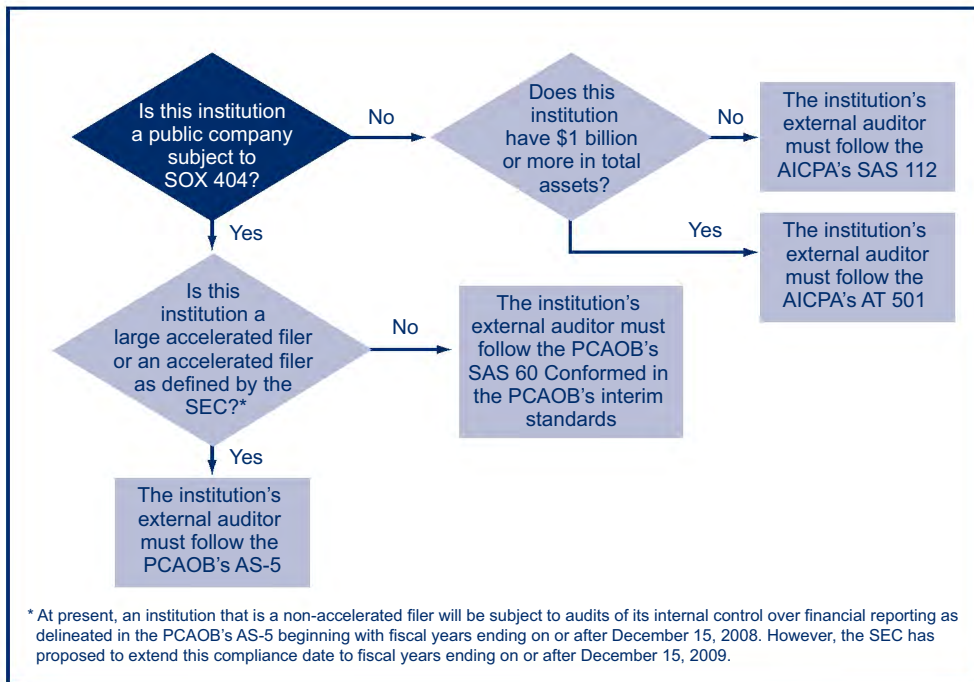 Is this institution
a public company
subject to
SOX 404?
No
Does this
institution
have $1 billion
or more in total
assets?
No
The institution’s
external auditor
must follow the
AICPA’s SAS 112
Yes
The institution’s
external auditor
must follow the
AICPA’s AT 501
Yes
Is this
institution a
large accelerated filer
or an accelerated filer
as defined by the
SEC?*
No
The institution’s
external auditor must
follow the PCAOB’s
SAS 60 Conformed in
the PCAOB’s interim
standards
Yes
The institution’s
external auditor
must follow the
PCAOB’s AS-5
* At present, an institution that is a non-accelerated filer will be subject to audits of its internal control over financial reporting as
delineated in the PCAOB’s AS-5 beginning with fiscal years ending on or after December 15, 2008. However, the SEC has
proposed to extend this compliance date to fiscal years ending on or after December 15, 2009.